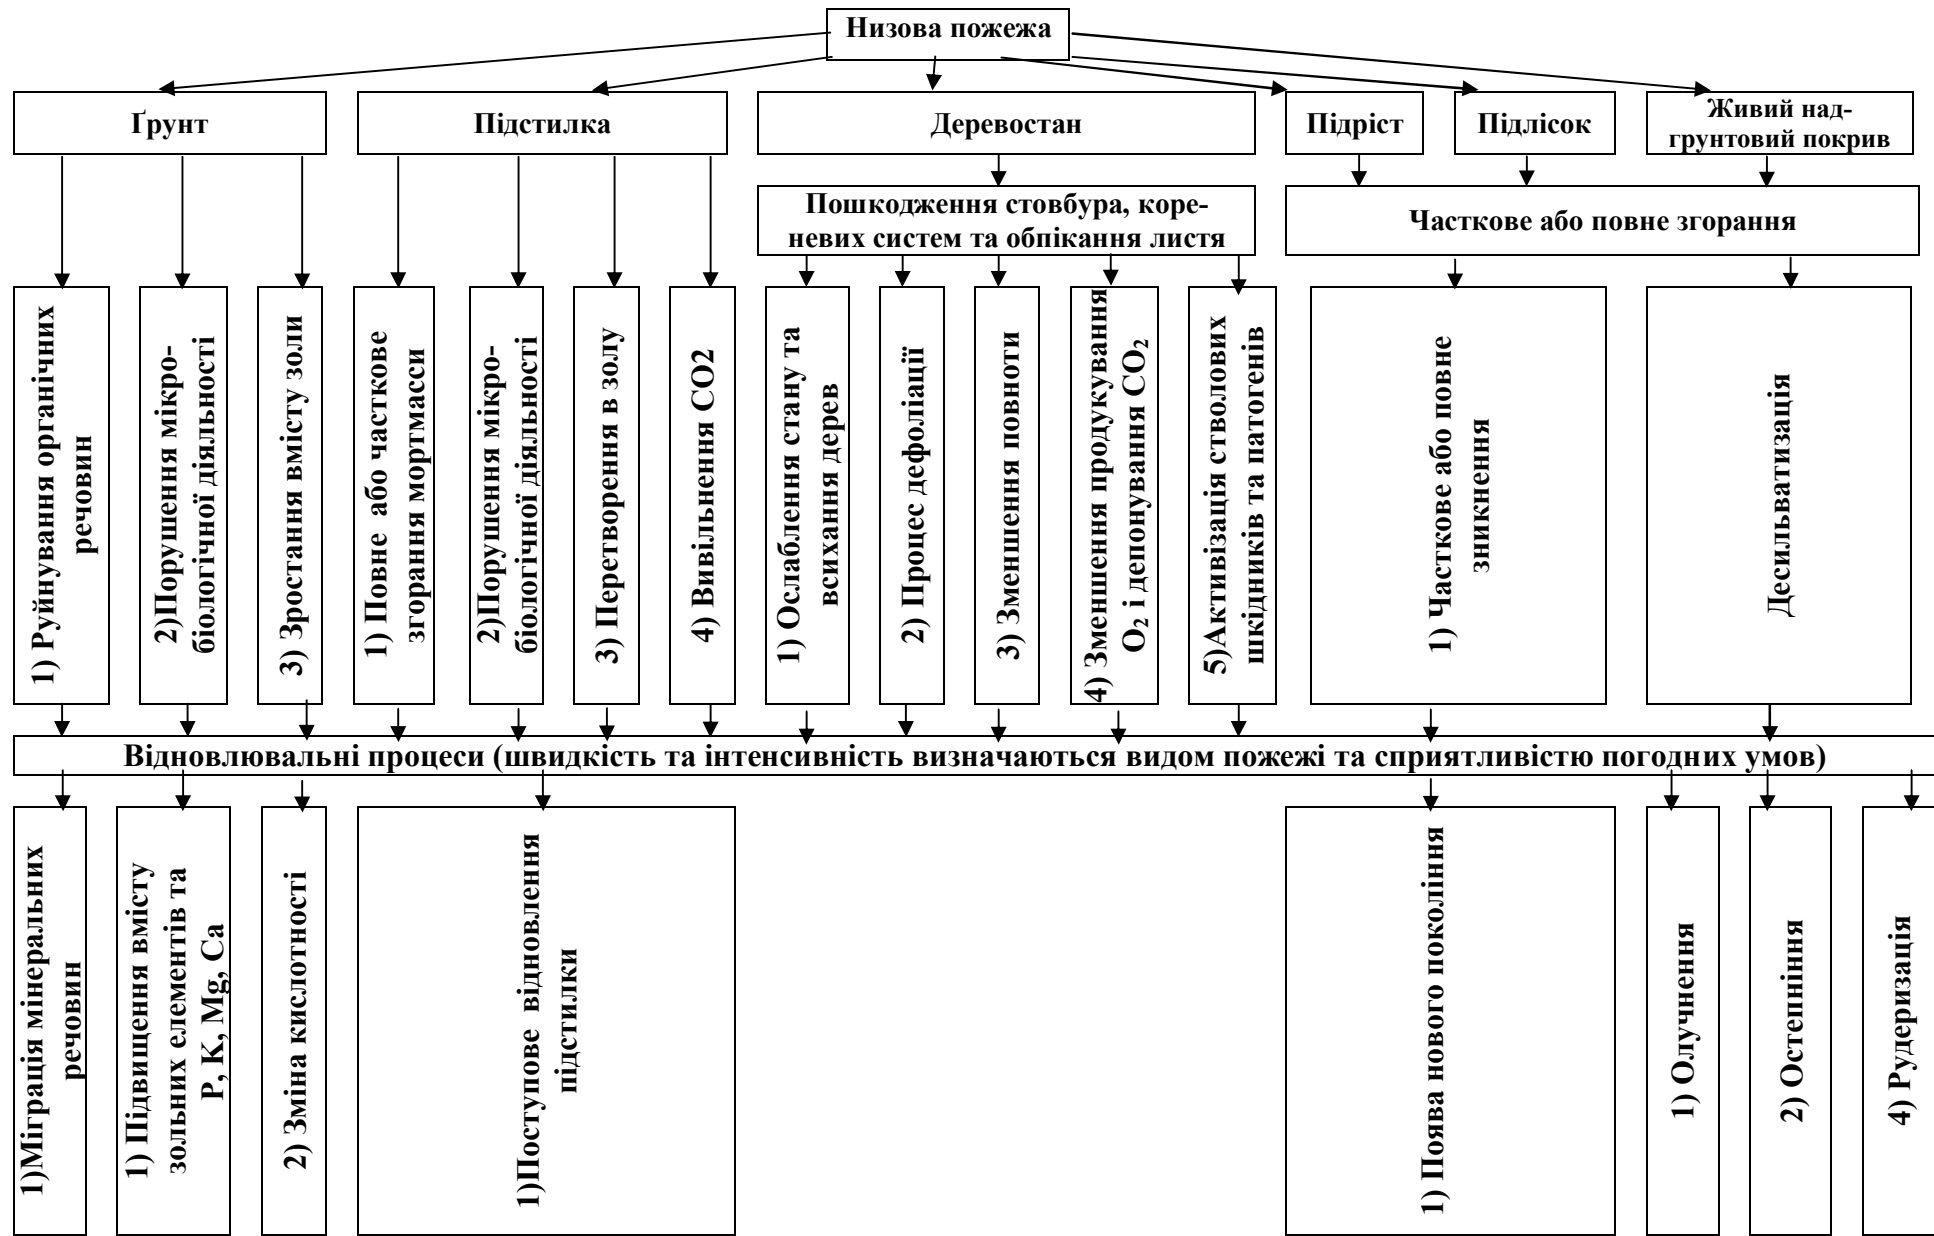 Низова пожежа
Ґрунт
Підстилка
Деревостан
Підріст
Підлісок
Живий над-
грунтовий покрив
Пошкодження стовбура, коре-
невих систем та обпікання листя
Часткове або повне згорання
1) Руйнування органічних
речовин
2)Порушення мікро-
біологічної діяльності
3) Зростання вмісту золи
1) Повне або часткове
згорання мортмасси
2)Порушення мікро-
біологічної діяльності
3) Перетворення в золу
4) Вивільнення СО2
1) Ослаблення стану та
всихання дерев
2) Процес дефоліації
3) Зменшення повноти
4) Зменшення продукування
О₂ і депонування СО₂
5)Активізація стволових
шкідників та патогенів
1) Часткове або повне
зникнення
Десильватизація
Відновлювальні процеси (швидкість та інтенсивність визначаються видом пожежі та сприятливістю погодних умов)
1)Міграція мінеральних
речовин
1) Підвищення вмісту
зольних елементів та
P, K, Mg, Ca
2) Зміна кислотності
1)Поступове відновлення
підстилки
1) Поява нового покоління
1) Олучнення
2) Остепніння
4) Рудеризація